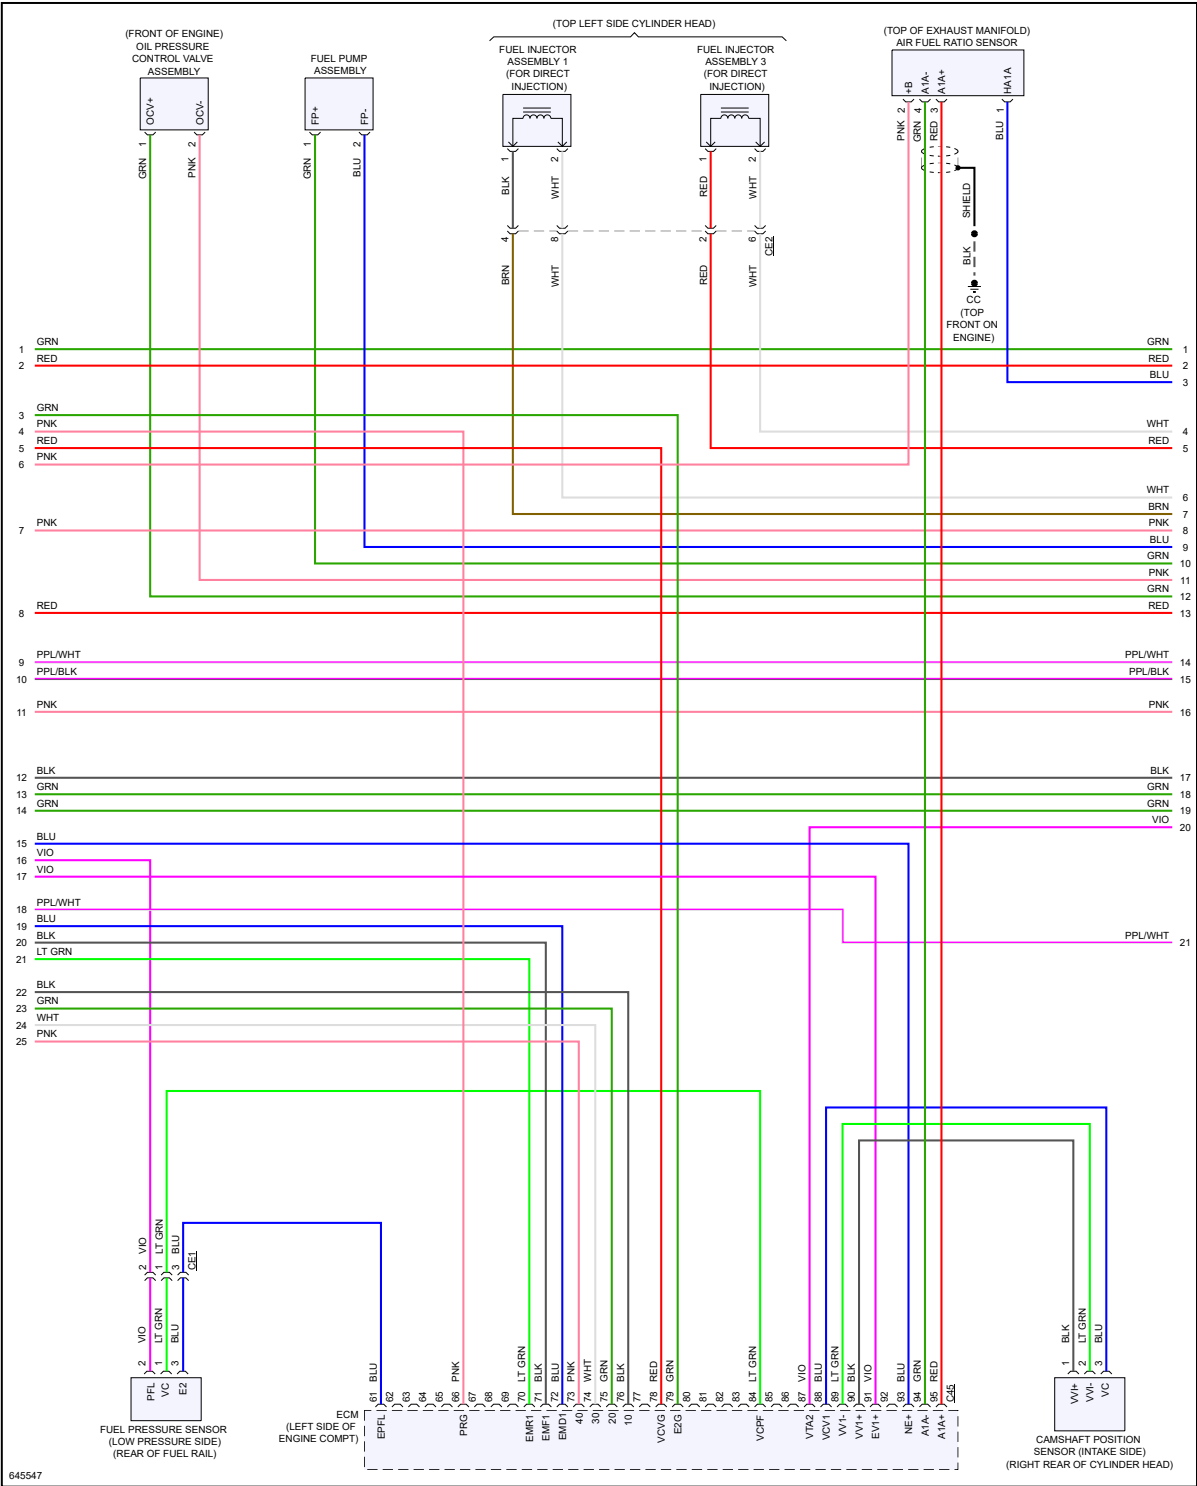 (FRONT OF ENGINE)
OIL PRESSURE
CONTROL VALVE
ASSEMBLY
OCV+
OCV-
1
2
GRN
PNK
FUEL PUMP
ASSEMBLY
FP+
FP-
1
2
GRN
BLU
(TOP LEFT SIDE CYLINDER HEAD)
FUEL INJECTOR
ASSEMBLY 1
(FOR DIRECT
INJECTION)
1
2
BLK
WHT
4
8
BRN
WHT
FUEL INJECTOR
ASSEMBLY 3
(FOR DIRECT
INJECTION)
1
2
RED
WHT
2
6
CE2
RED
WHT
(TOP OF EXHAUST MANIFOLD)
AIR FUEL RATIO SENSOR
+B
A1A-
A1A+
HA1A
2
4
3
1
PNK
GRN
RED
BLU
SHIELD
BLK
CC
(TOP
FRONT ON
ENGINE)
1 GRN
2 RED
3 GRN
4 PNK
5 RED
6 PNK
7 PNK
8 RED
9 PPL/WHT
10 PPL/BLK
11 PNK
12 BLK
13 GRN
14 GRN
15 BLU
16 VIO
17 VIO
18 PPL/WHT
19 BLU
20 BLK
21 LT GRN
22 BLK
23 GRN
24 WHT
25 PNK
GRN 1
RED 2
BLU 3
WHT 4
RED 5
WHT 6
BRN 7
PNK 8
BLU 9
GRN 10
PNK 11
GRN 12
RED 13
PPL/WHT 14
PPL/BLK 15
PNK 16
BLK 17
GRN 18
GRN 19
VIO 20
PPL/WHT 21
VIO
LT GRN
BLU
2
1
3
CE1
VIO
LT GRN
BLU
2
1
3
PFL
VC
E2
FUEL PRESSURE SENSOR
(LOW PRESSURE SIDE)
(REAR OF FUEL RAIL)
BLU
PNK
LT GRN
BLK
BLU
PNK
WHT
GRN
BLK
RED
GRN
LT GRN
VIO
BLU
LT GRN
BLK
VIO
BLU
GRN
RED
61
62
63
64
65
66
67
68
69
70
71
72
73
74
75
76
77
78
79
80
81
82
83
84
85
86
87
88
89
90
91
92
93
94
95
C45
EPFL
PRG
EMR1
EMF1
EMD1
40
30
20
10
VCVG
E2G
VCPF
VTA2
VCV1
VV1-
VV1+
EV1+
NE+
A1A-
A1A+
ECM
(LEFT SIDE OF
ENGINE COMPT)
BLK
LT GRN
BLU
1
2
3
VVI+
VVI-
VC
CAMSHAFT POSITION
SENSOR (INTAKE SIDE)
(RIGHT REAR OF CYLINDER HEAD)
645547